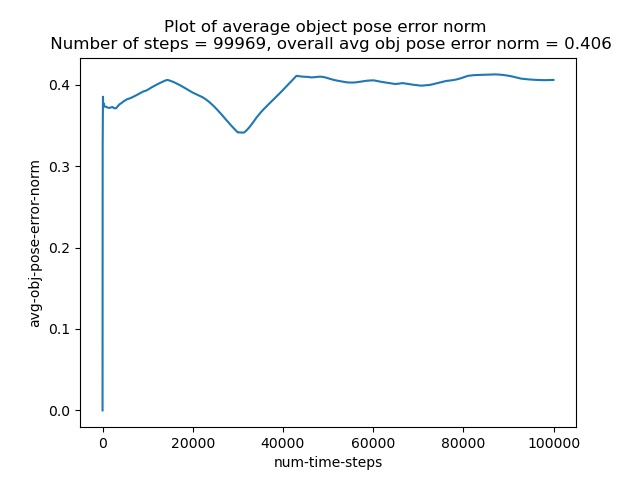 Plot of average object pose error norm
Number of steps = 99969, overall avg obj pose error norm = 0.406
0.4
0.3
0.2
0.1
0.0
avg-obj-pose-error-norm
0 20000 40000 60000 80000 100000
num-time-steps